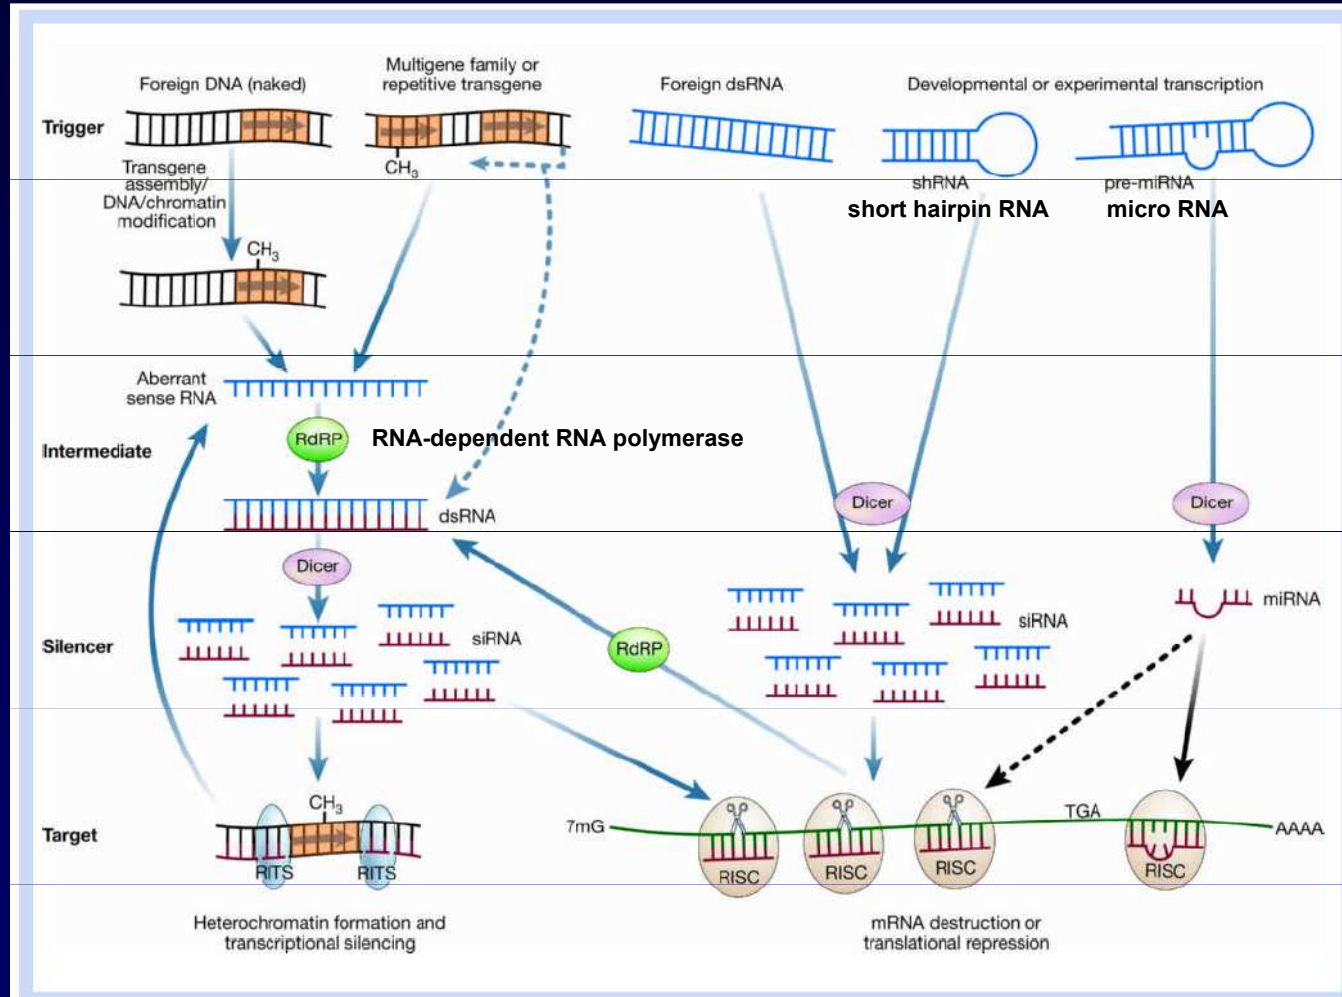 Foreign DNA (naked)
Multigene family or
repetitive transgene
Foreign dsRNA
Developmental or experimental transcription
Trigger
CH3
Transgene
assembly/
DNA/chromatin
modification
shRNA
pre-miRNA
short hairpin RNA
micro RNA
CH3
Aberrant
sense RNA
Intermediate
RdRP
RNA-dependent RNA polymerase
dsRNA
Dicer
Dicer
Dicer
siRNA
siRNA
miRNA
Silencer
RdRP
CH3
Target
RITS
RITS
7mG
TGA
AAAA
RISC
RISC
RISC
RISC
Heterochromatin formation and
transcriptional silencing
mRNA destruction or
translational repression